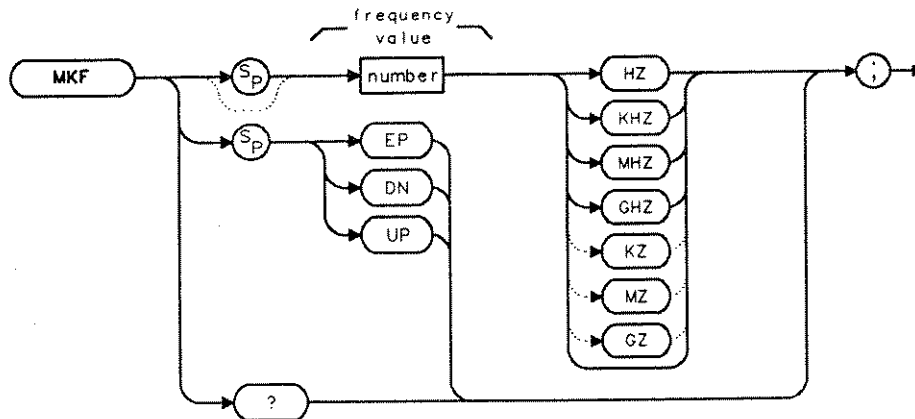 frequency
value
MKF
SP
number
HZ
;
KHZ
SP
EP
MHZ
DN
GHZ
UP
KZ
MZ
GZ
?